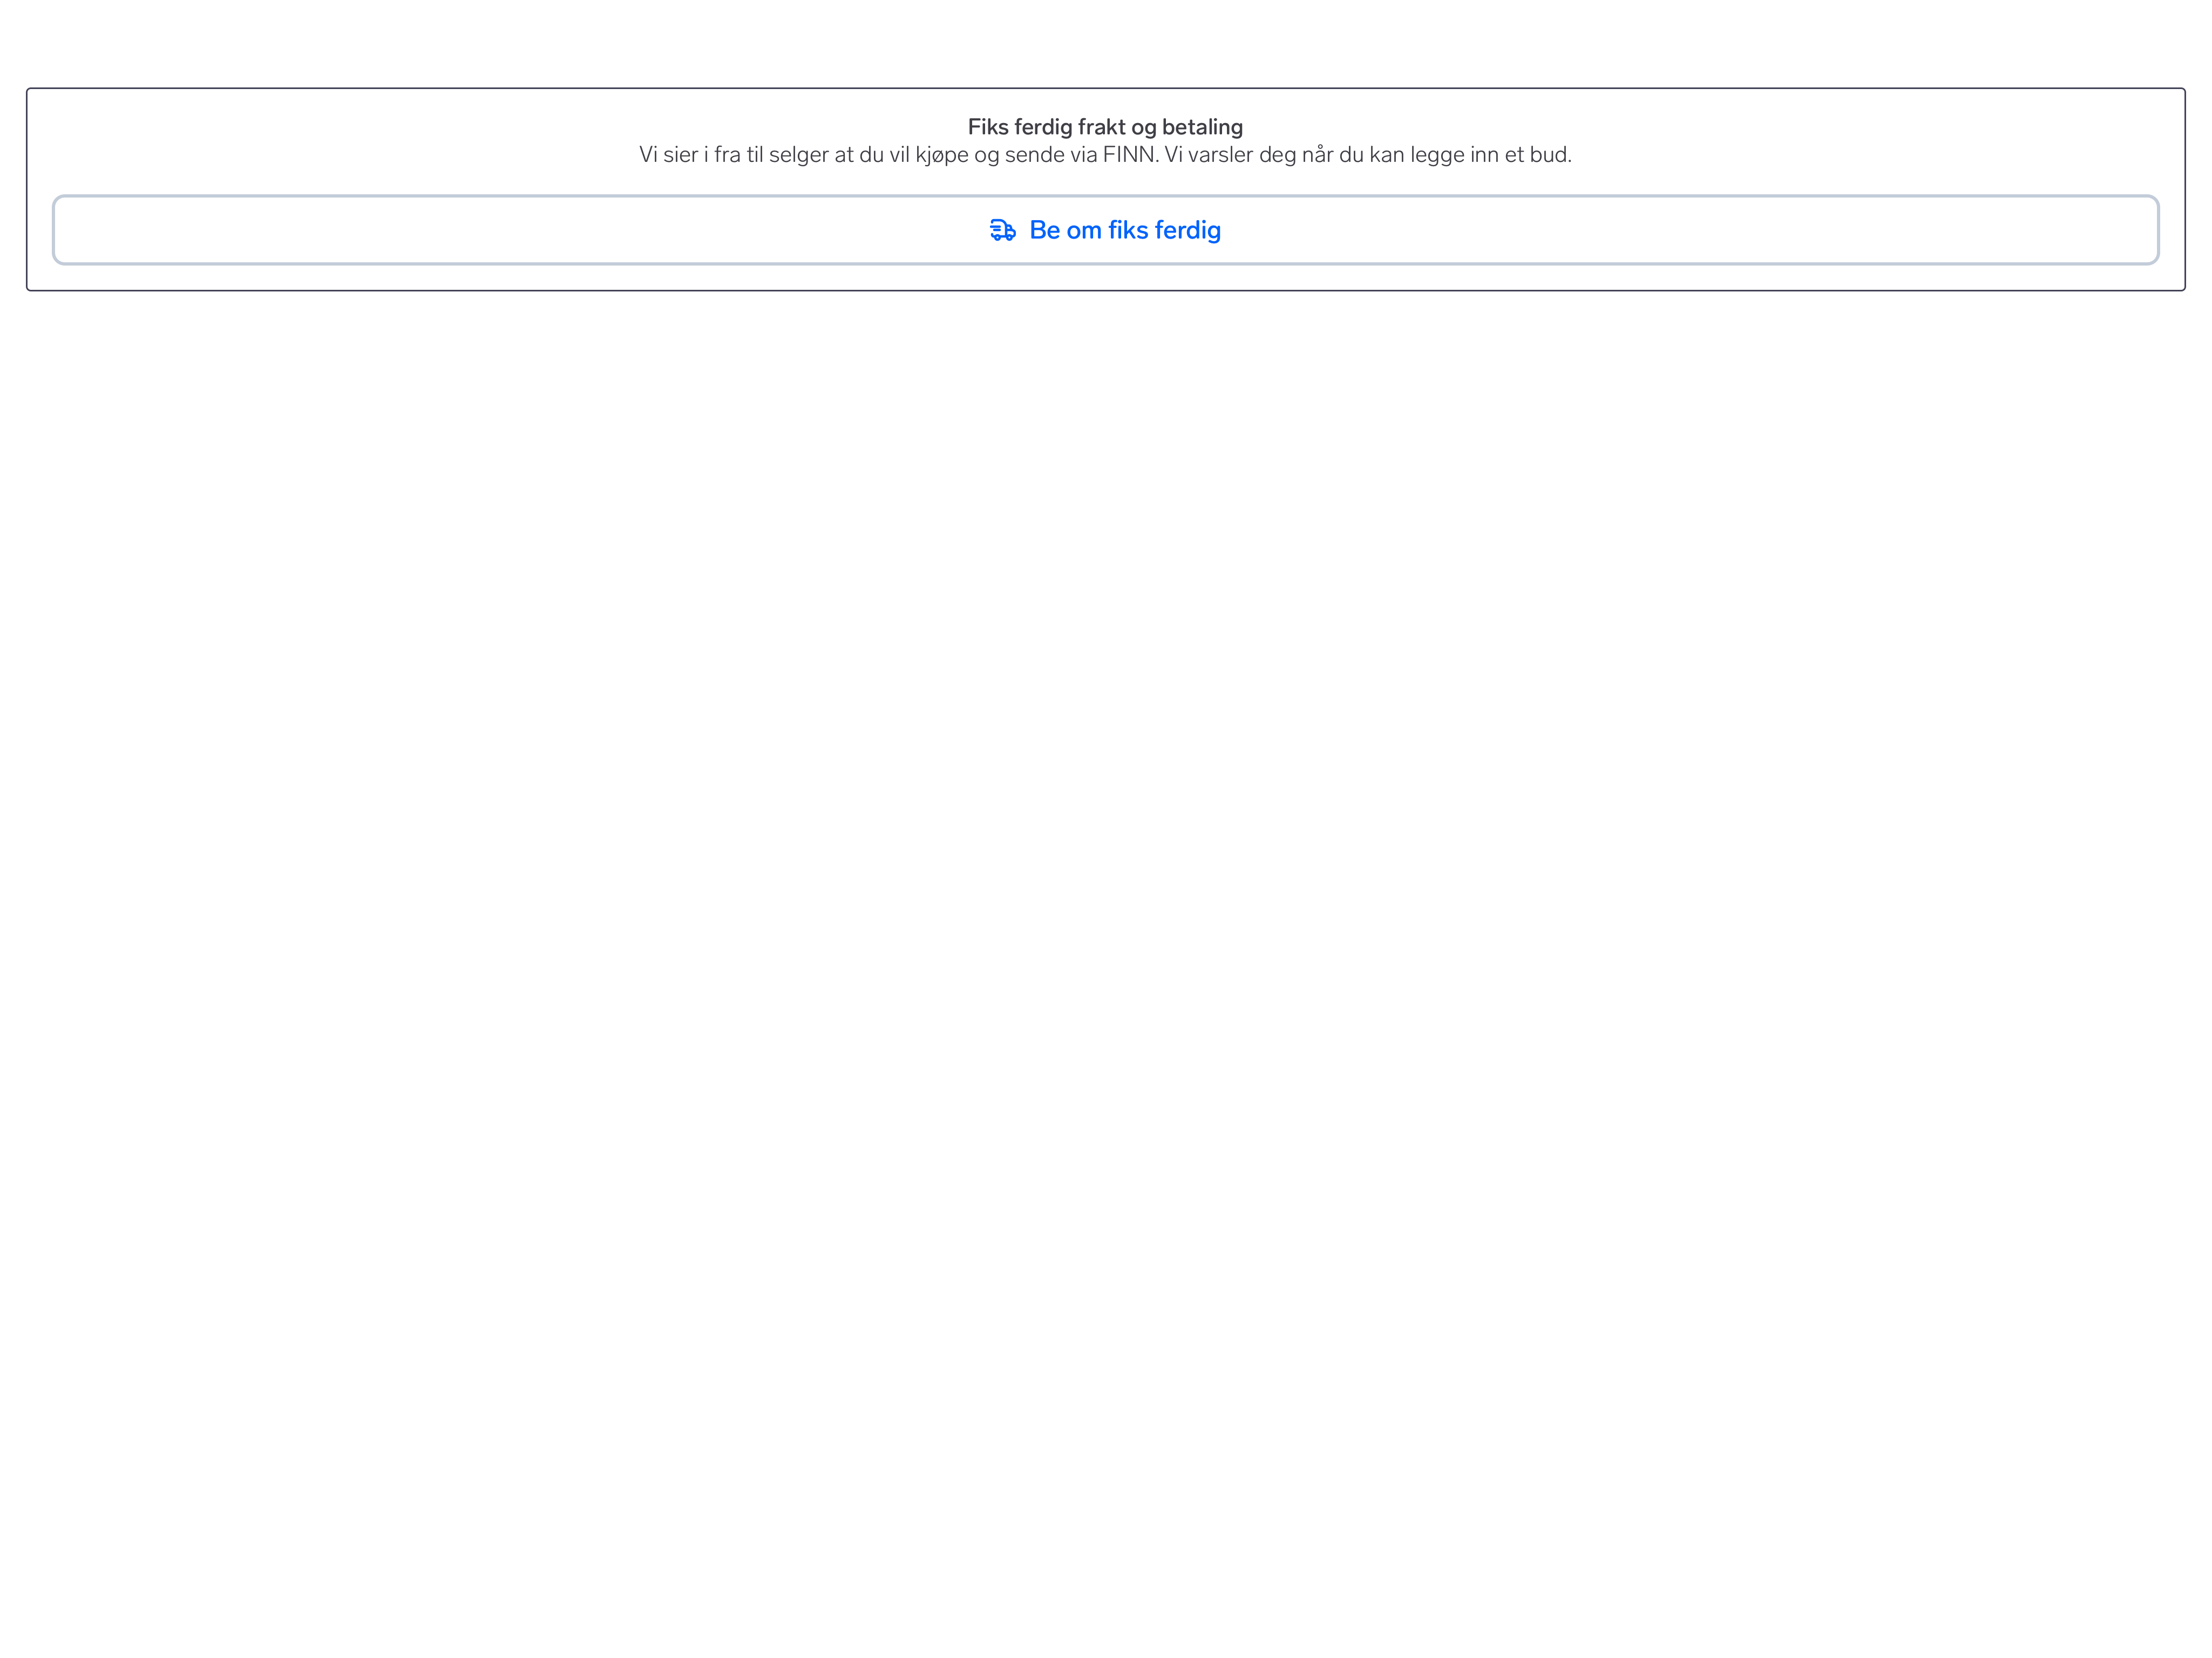 Fiks ferdig frakt og betaling
Vi sier i fra til selger at du vil kjøpe og sende via FINN. Vi varsler deg når du kan legge inn et bud.
Be om fiks ferdig